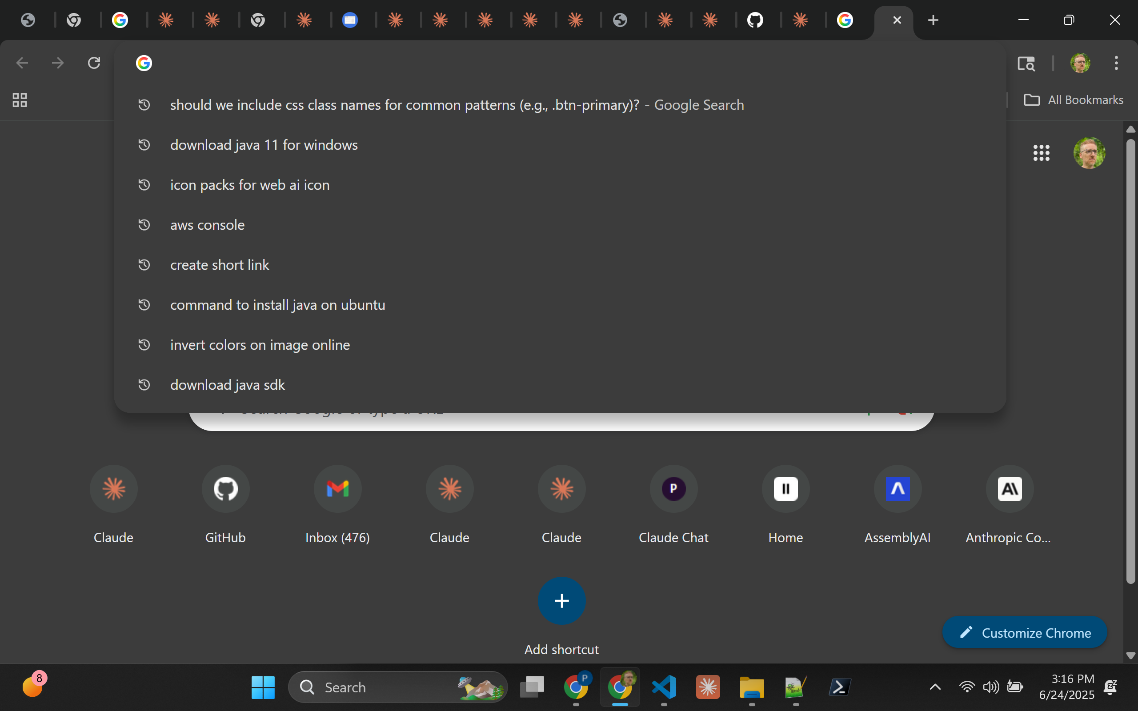 All Bookmarks
should we include css class names for common patterns (e.g., .btn-primary)? - Google Search
download java 11 for windows
icon packs for web ai icon
aws console
create short link
command to install java on ubuntu
invert colors on image online
download java sdk
Claude
GitHub
Inbox (476)
Claude
Claude
Claude Chat
Home
AssemblyAI
Anthropic Co...
Add shortcut
Customize Chrome
8
Search
3:16 PM
6/24/2025